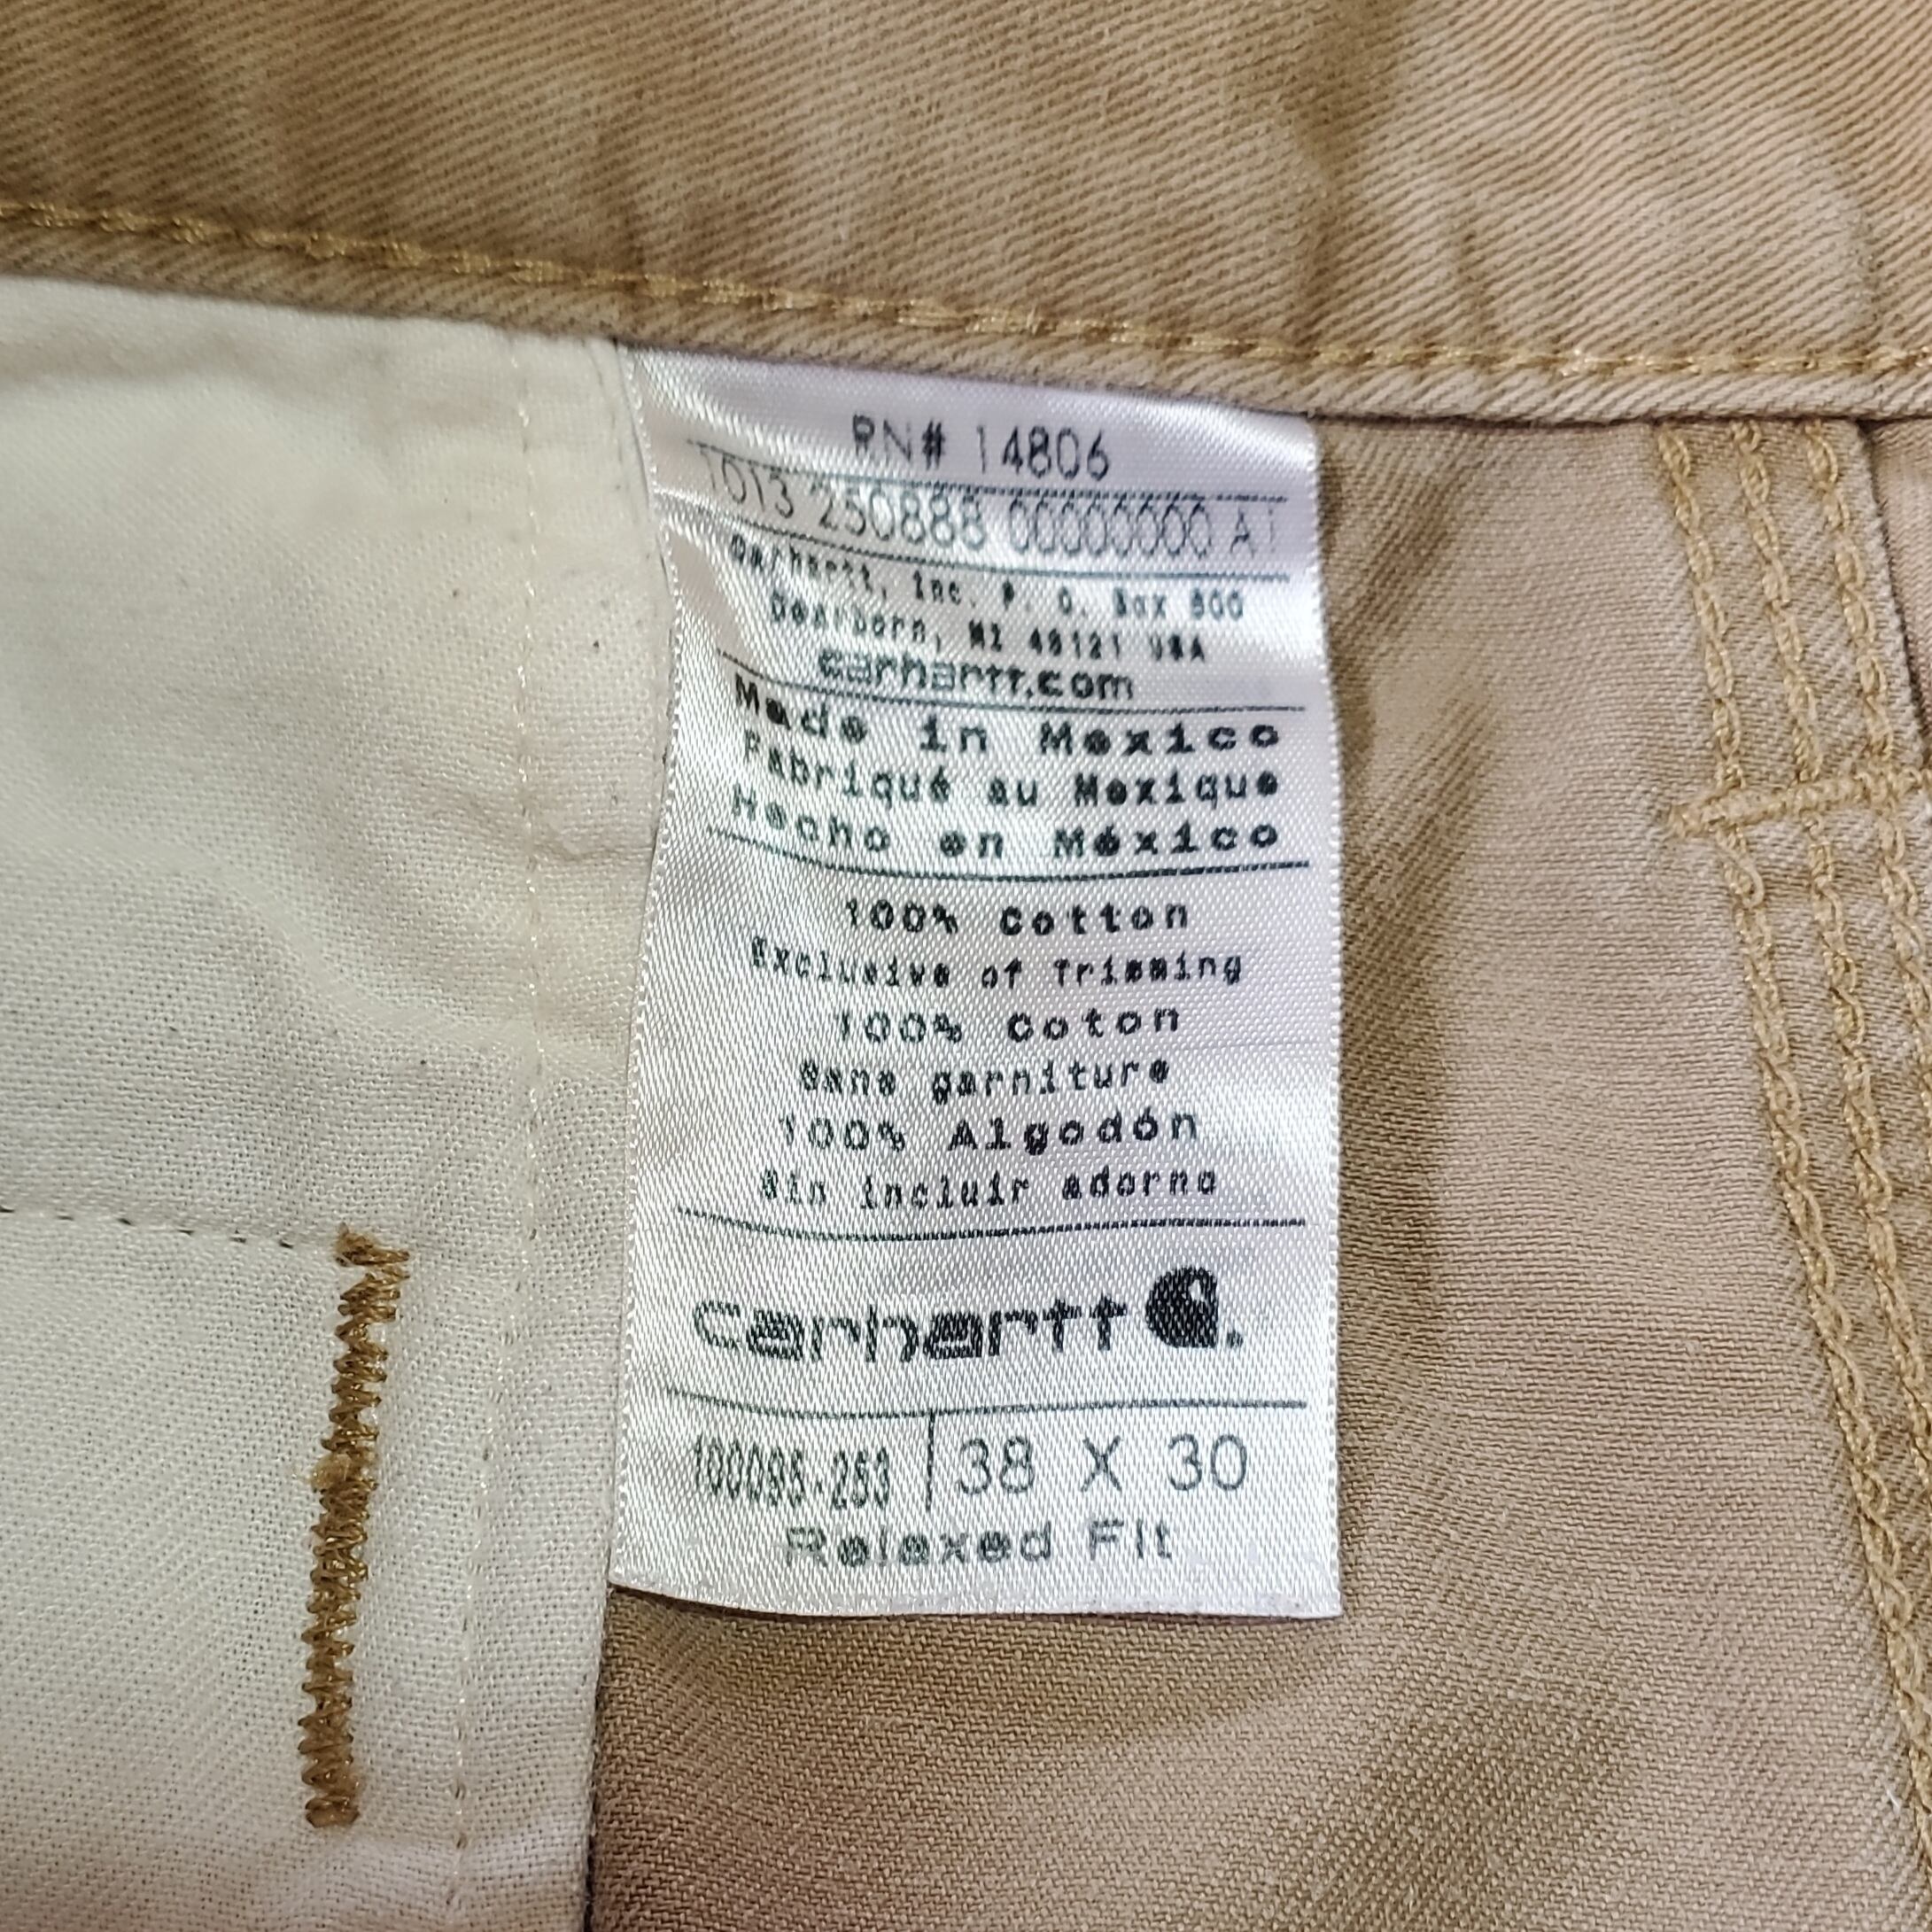 RN# 14806
1013 250888 00000000 A1
Carhartt, Inc. P. O. Box 600
Dearborn, MI 48121 USA
carhartt.com
Made in Mexico
Fabriqué au Mexique
Hecho en México
100% Cotton
Exclusive of Trimming
100% Coton
Sans garniture
100% Algodón
Sin incluir adorno
carhartt
100095-253 38 X 30
Relaxed Fit